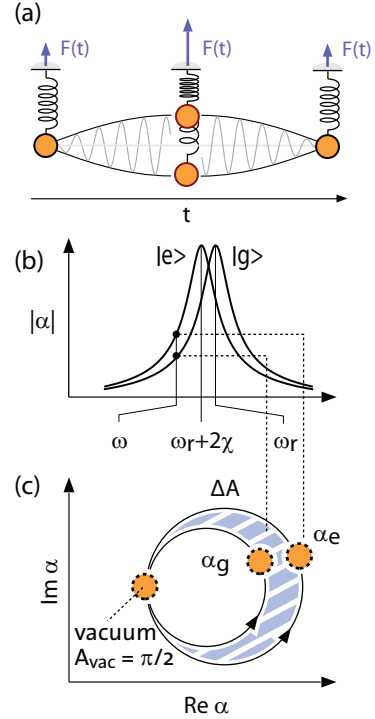 (a)
F(t) F(t) F(t)
t
(b)
|e> |g>
|α|
ω ωr+2χ ωr
(c)
ΔA
αg αe
Im α
vacuum
Avac = π/2
Re α